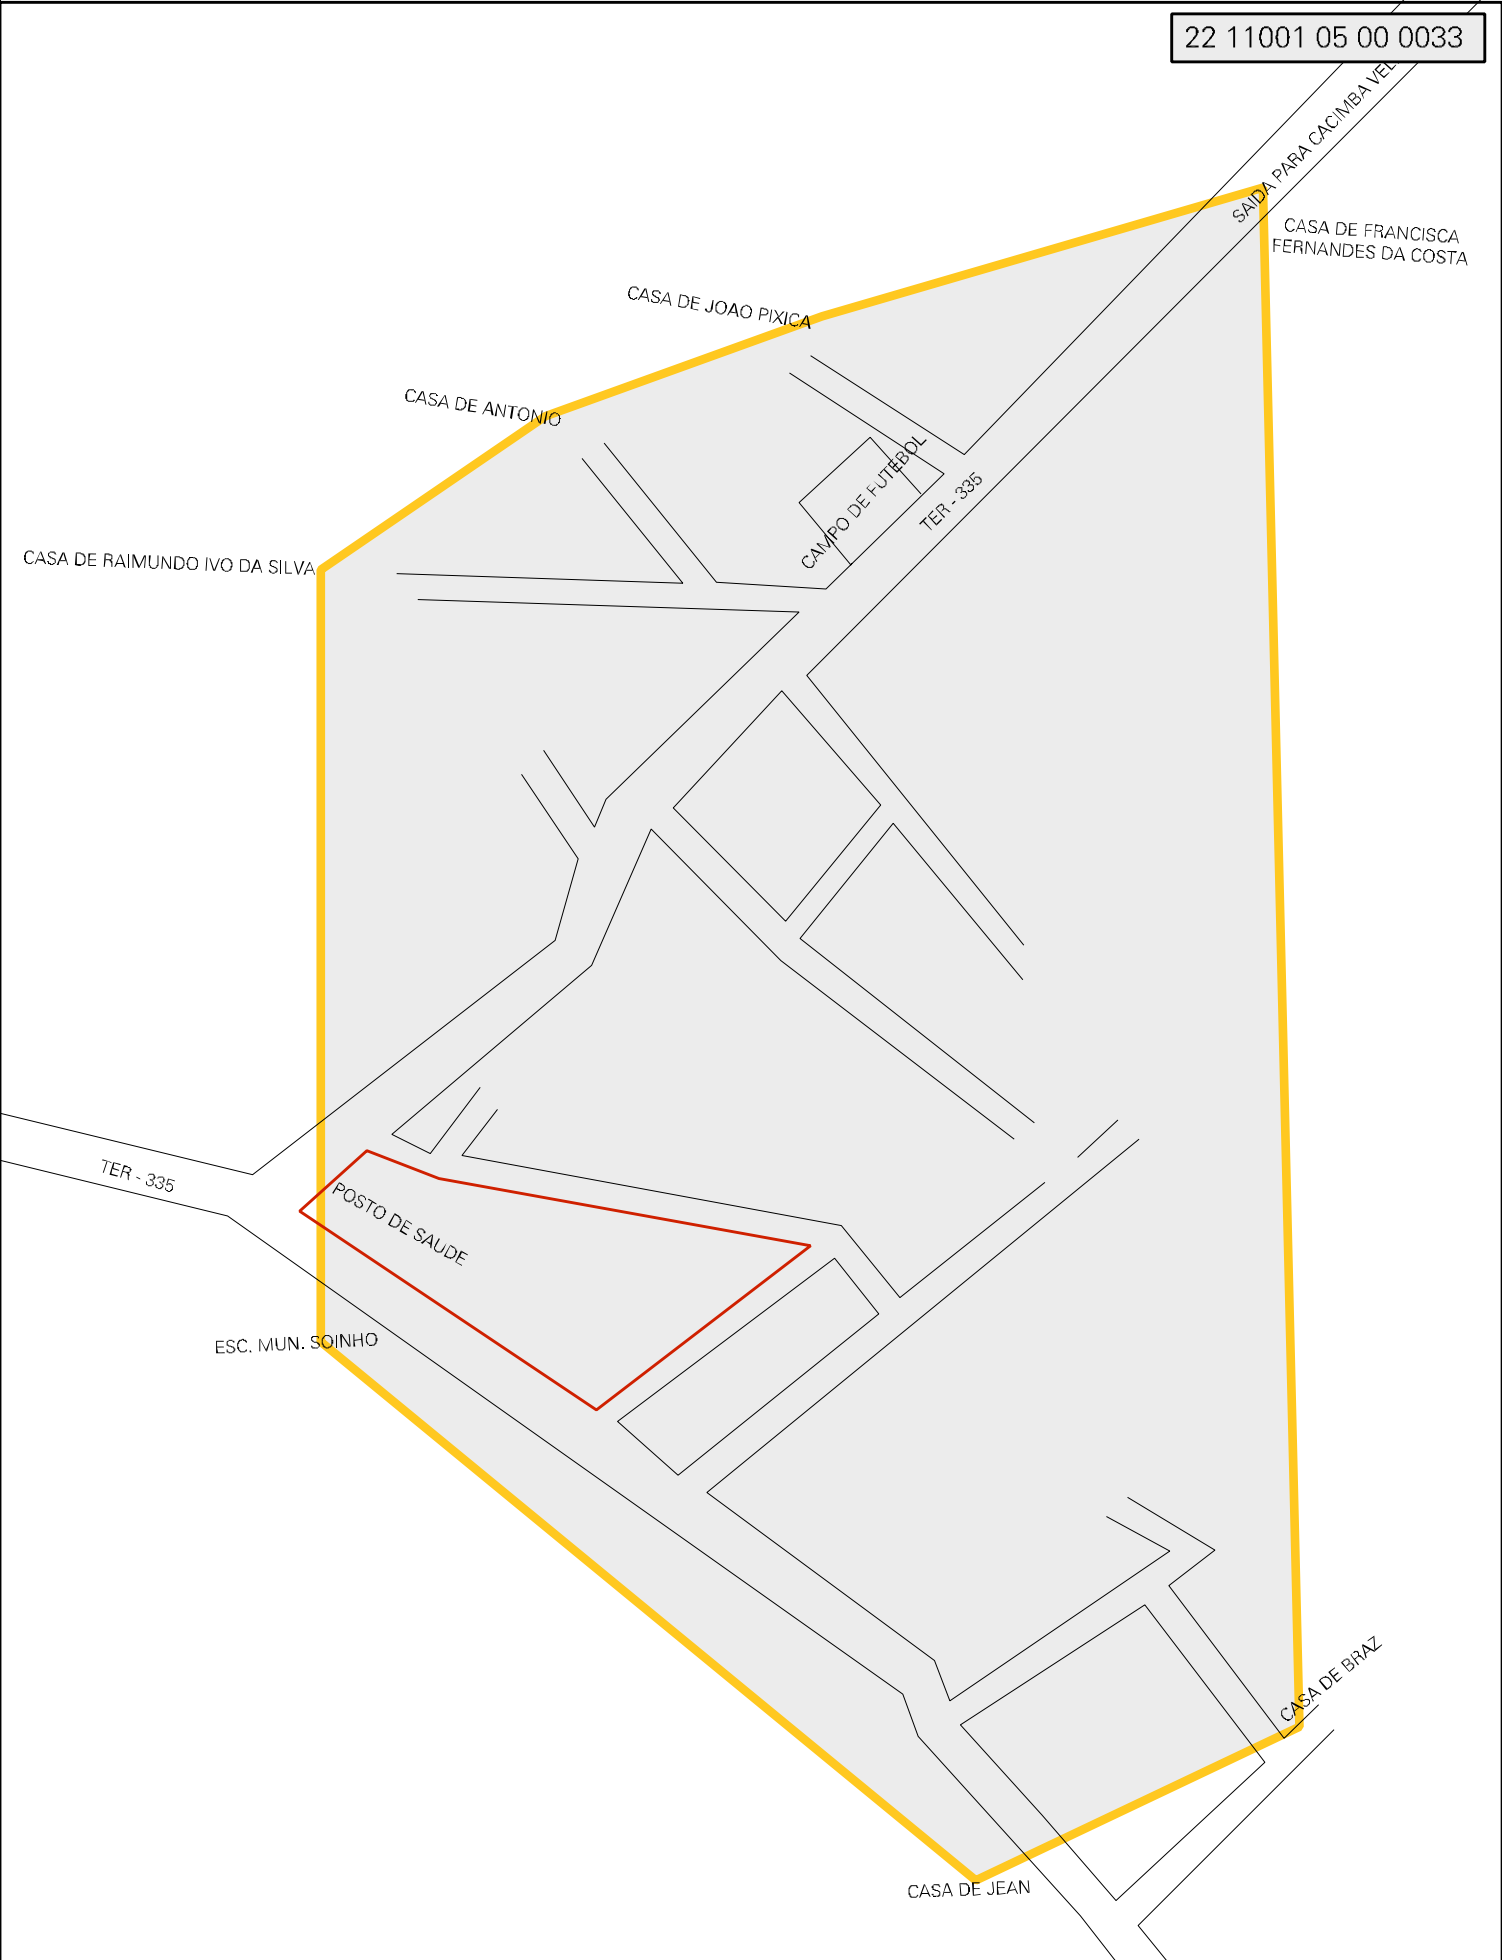 22 11001 05 00 0033
SAIDA PARA CACIMBA VEL
CASA DE FRANCISCA
FERNANDES DA COSTA
CASA DE JOAO PIXICA
CASA DE ANTONIO
CAMPO DE FUTEBOL
TER - 335
CASA DE RAIMUNDO IVO DA SILVA
TER - 335
POSTO DE SAUDE
ESC. MUN. SOINHO
CASA DE BRAZ
CASA DE JEAN